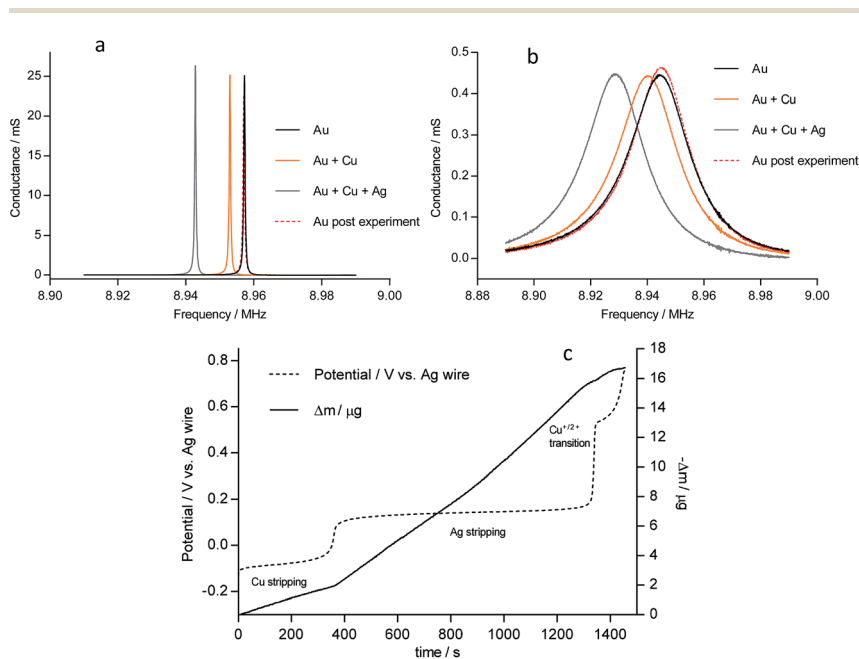 a
Conductance / mS
25
20
15
10
5
0
8.90
8.92
8.94
8.96
8.98
9.00
Frequency / MHz
Au
Au + Cu
Au + Cu + Ag
Au post experiment
b
Conductance / mS
0.5
0.4
0.3
0.2
0.1
0.0
8.88
8.90
8.92
8.94
8.96
8.98
9.00
Frequency / MHz
Au
Au + Cu
Au + Cu + Ag
Au post experiment
c
Potential / V vs. Ag wire
0.8
0.6
0.4
0.2
0.0
-0.2
Potential / V vs. Ag wire
Δm / μg
Cu stripping
Ag stripping
Cu+/2+
transition
18
16
14
12
10
8
6
4
2
0
-Δm / μg
0
200
400
600
800
1000
1200
1400
time / s